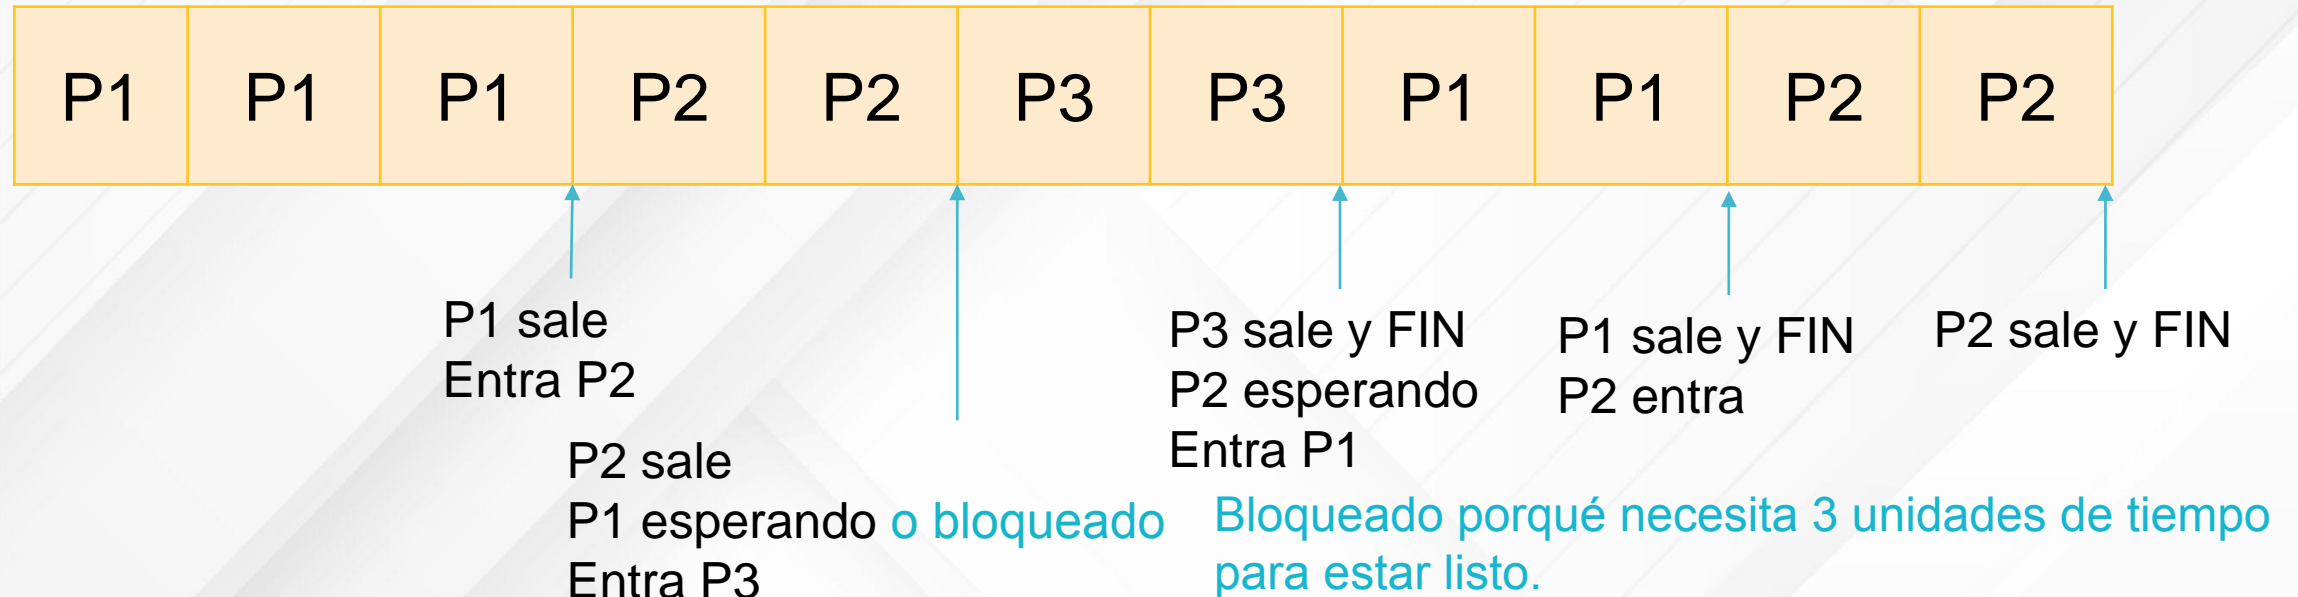 P1 P1 P1 P2 P2 P3 P3 P1 P1 P2 P2
P1 sale
Entra P2
P2 sale
P1 esperando o bloqueado
Entra P3
P3 sale y FIN
P2 esperando
Entra P1
Bloqueado porqué necesita 3 unidades de tiempo
para estar listo.
P1 sale y FIN
P2 entra
P2 sale y FIN